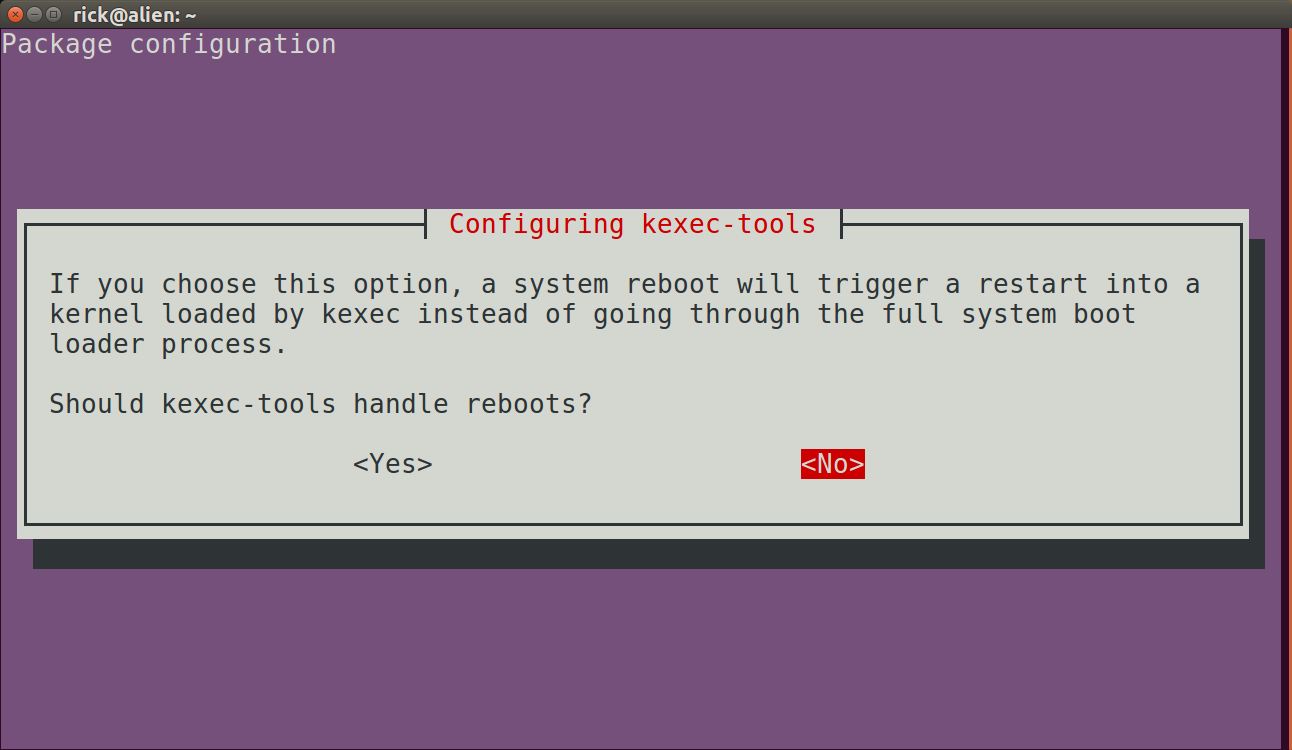 rick@alien: ~
Package configuration
Configuring kexec-tools
If you choose this option, a system reboot will trigger a restart into a
kernel loaded by kexec instead of going through the full system boot
loader process.
Should kexec-tools handle reboots?
<Yes> <No>